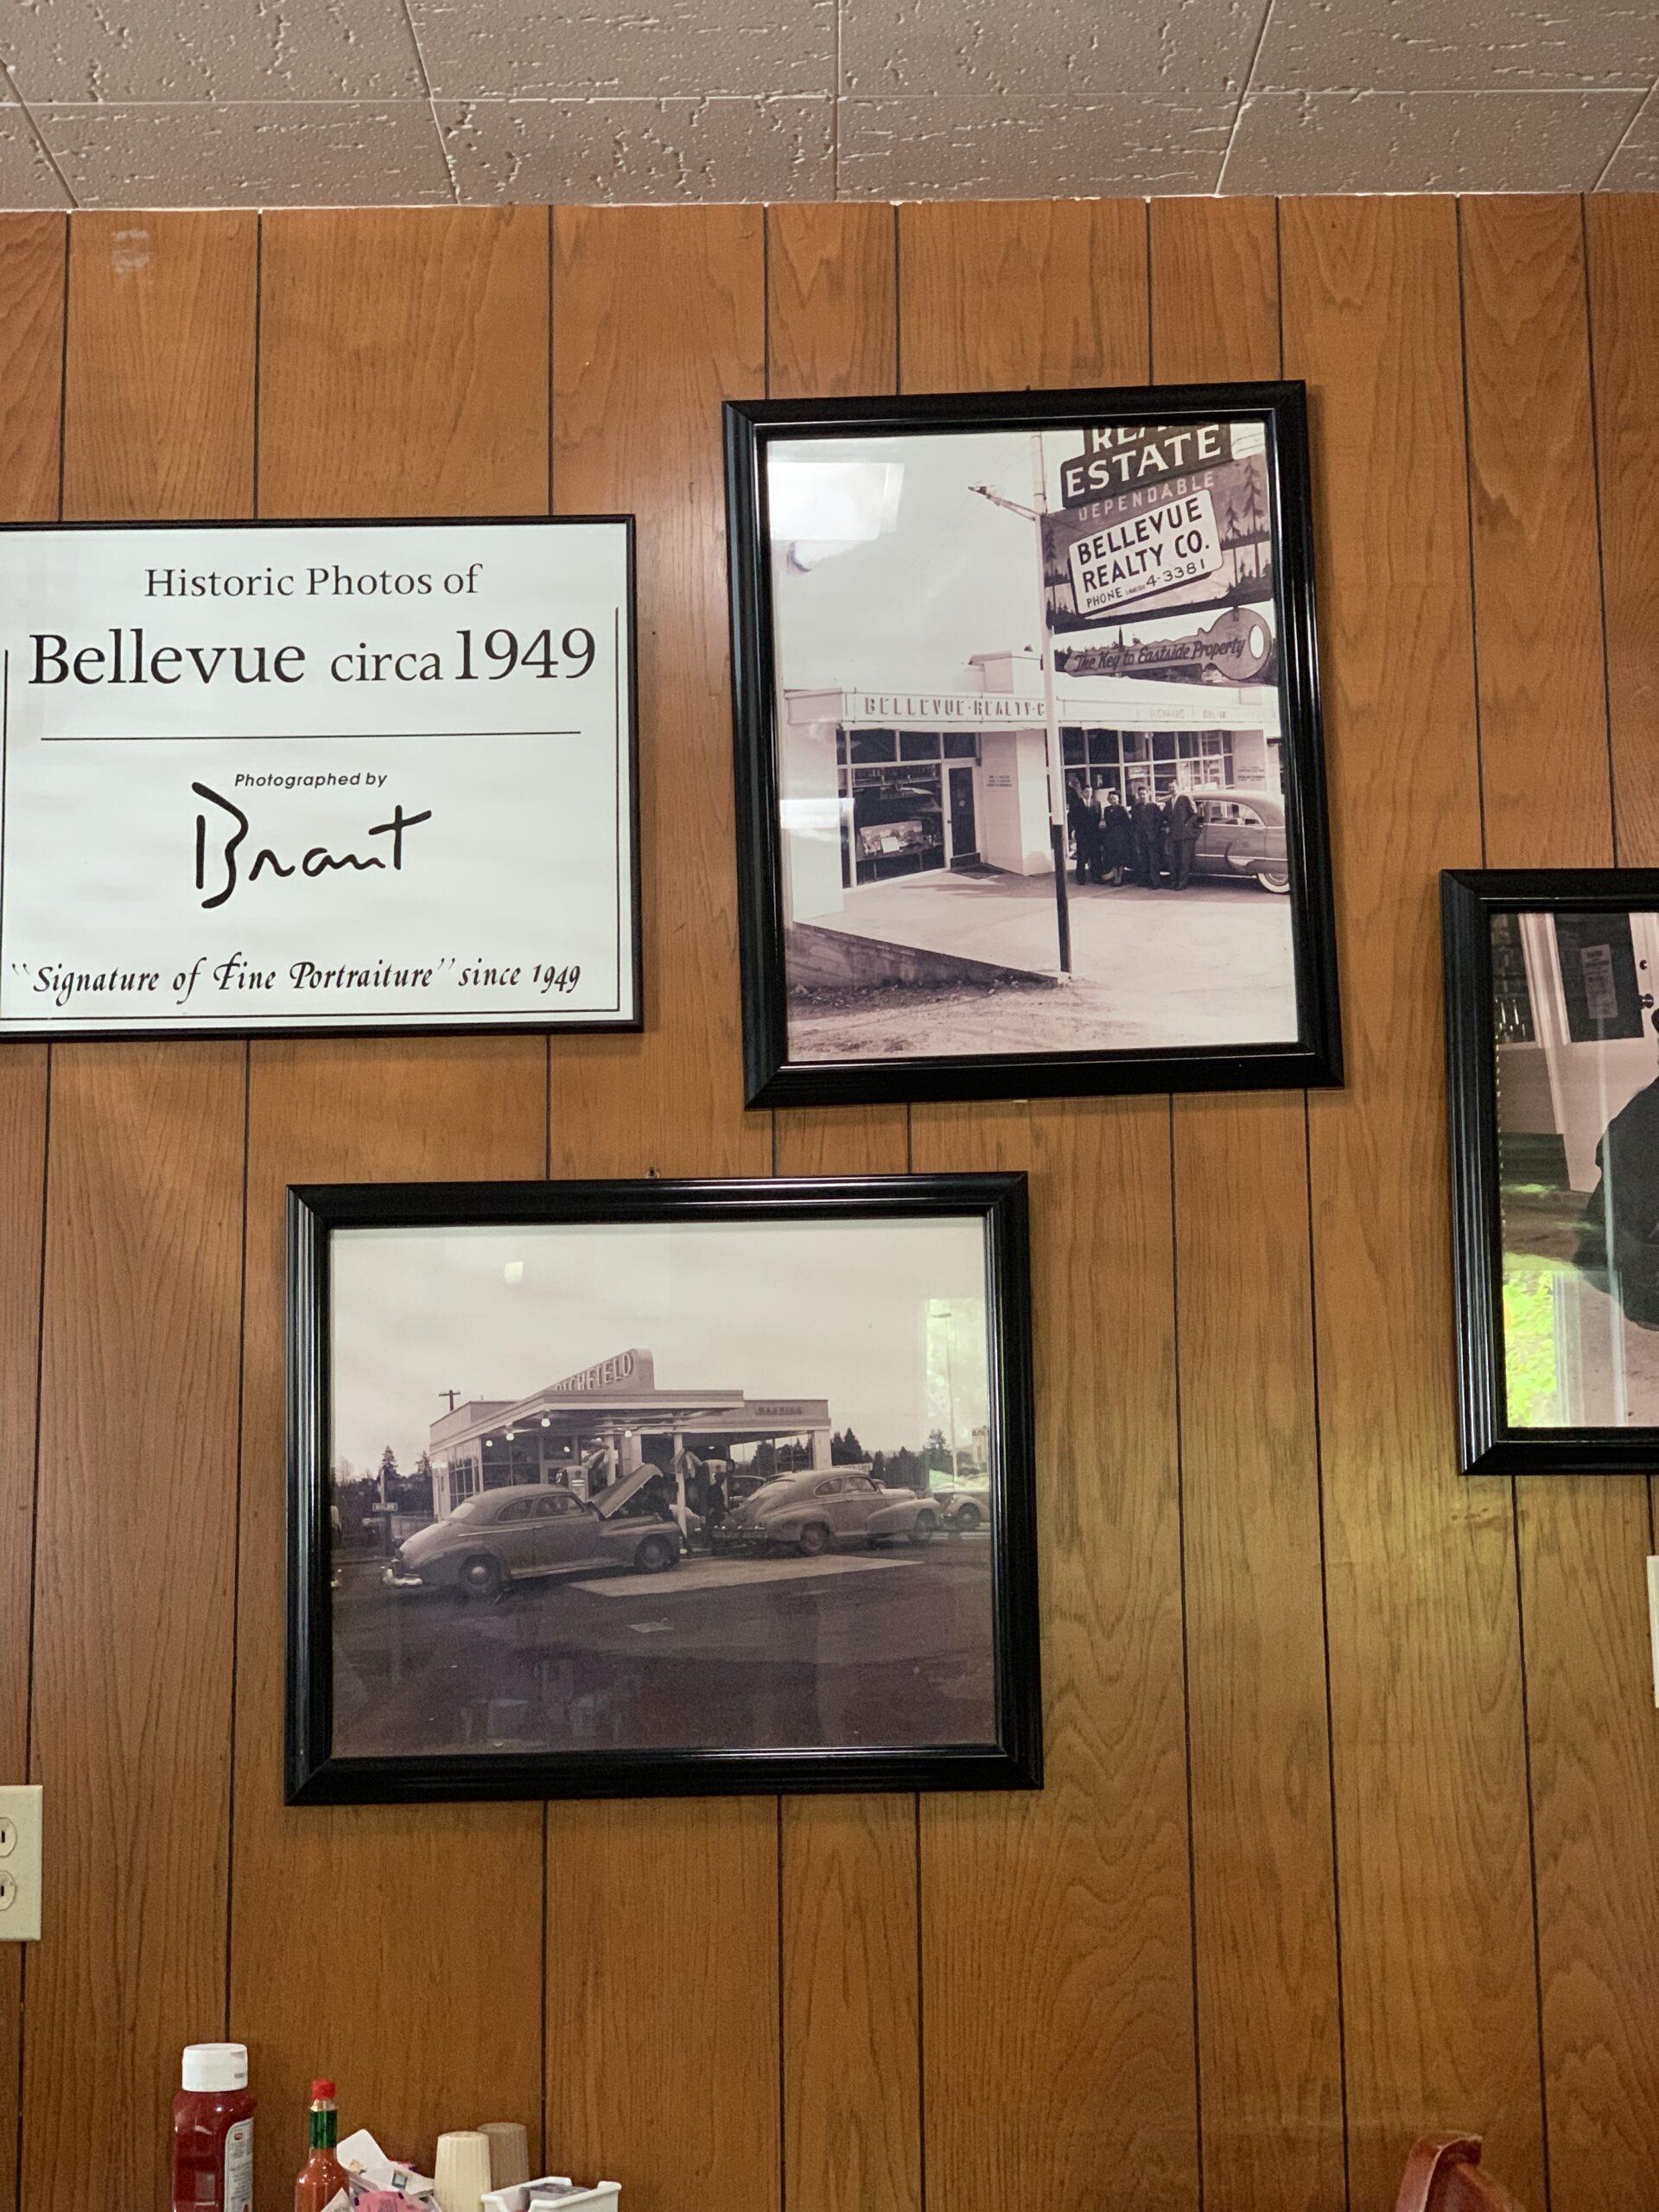 Historic Photos of
Bellevue circa 1949
Photographed by
Brant
"Signature of Fine Portraiture" since 1949
ESTATE
DEPENDABLE
BELLEVUE
REALTY CO.
PHONE 4-3381
The Key to Eastside Property
BELLEVUE·REALTY·C
CHFIELD